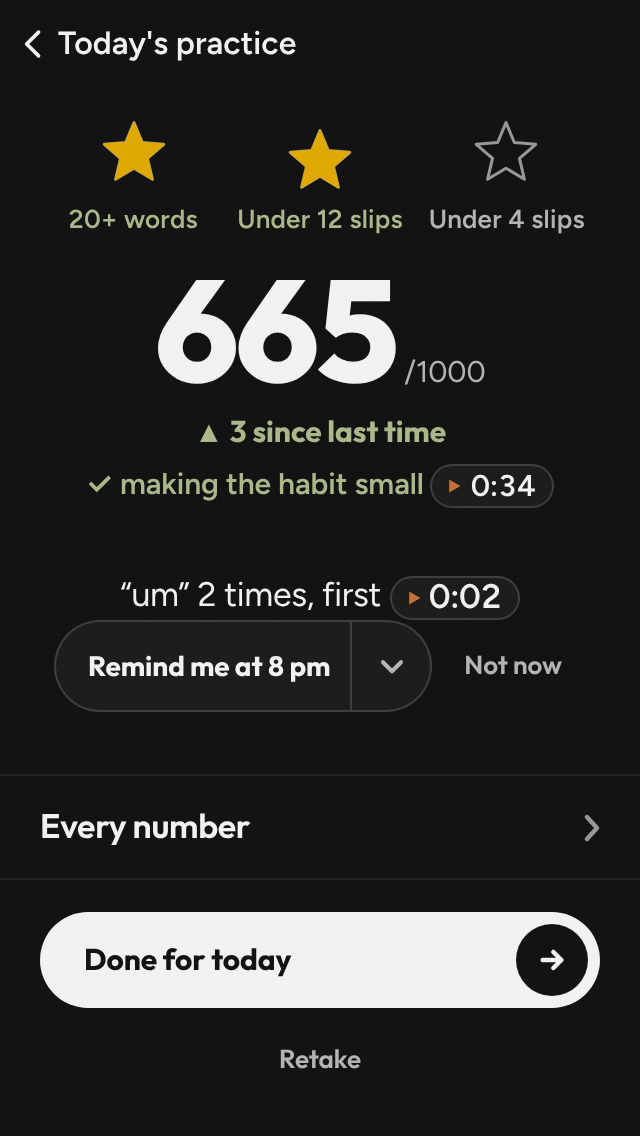 Today's practice
20+ words Under 12 slips Under 4 slips
665 /1000
▲ 3 since last time
✓ making the habit small ▶ 0:34
“um” 2 times, first ▶ 0:02
Remind me at 8 pm Not now
Every number
Done for today
Retake